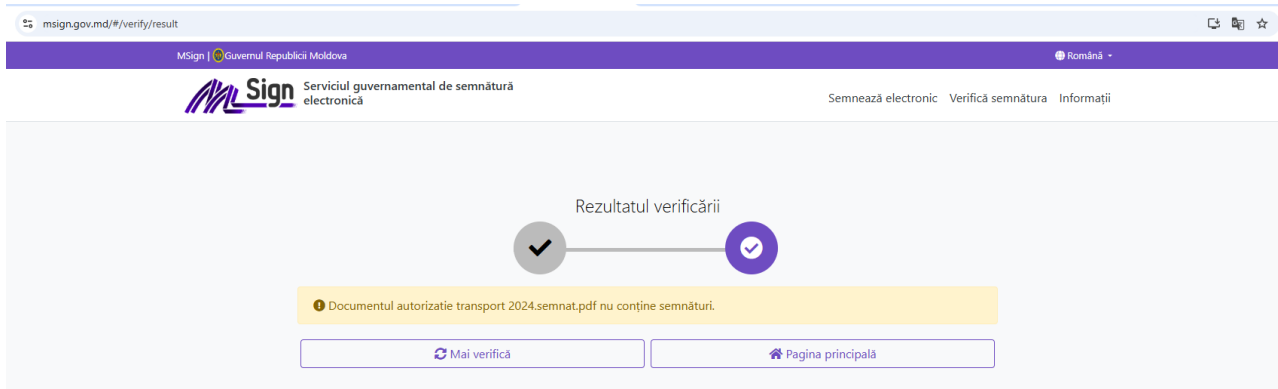 msign.gov.md/#/verify/result
MSign | Guvernul Republicii Moldova
Română
Sign
Serviciul guvernamental de semnătură
electronică
Semnează electronic Verifică semnătura Informații
Rezultatul verificării
Documentul autorizatie transport 2024.semnat.pdf nu conține semnături.
Mai verifică
Pagina principală